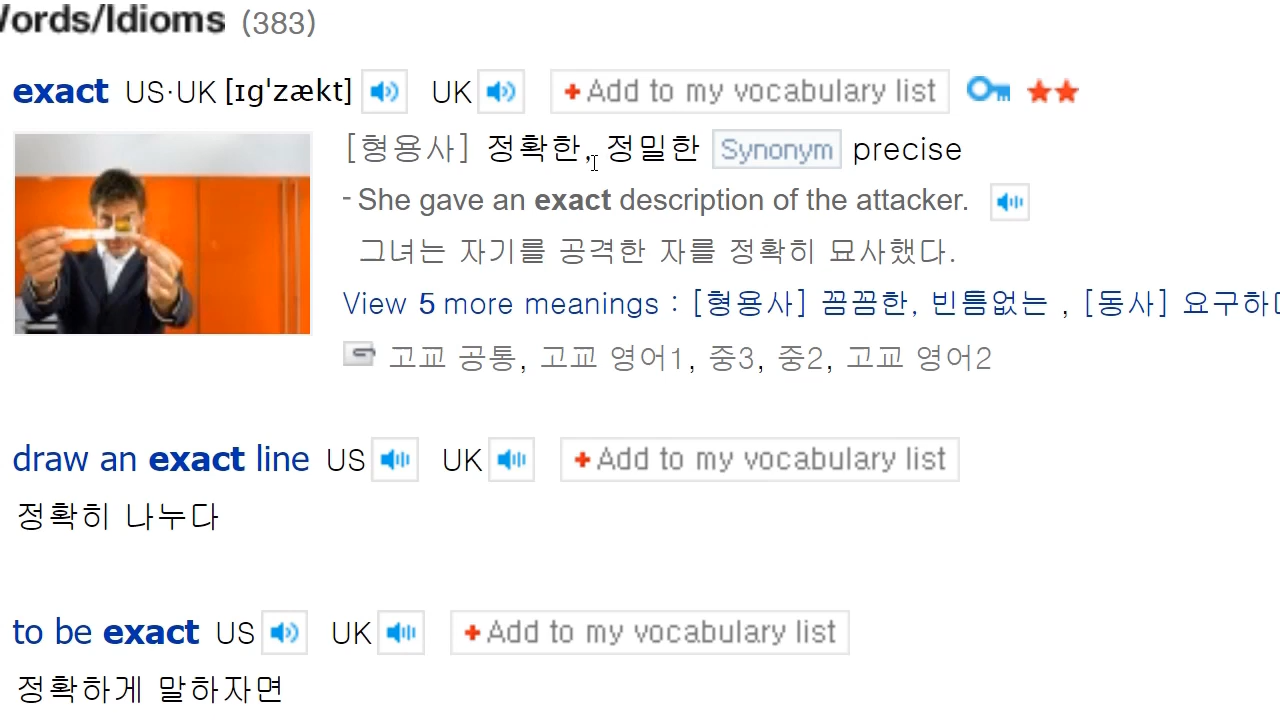 Words/Idioms (383)
exact US·UK [ɪɡˈzækt] UK Add to my vocabulary list
[형용사] 정확한, 정밀한 Synonym precise
- She gave an exact description of the attacker.
그녀는 자기를 공격한 자를 정확히 묘사했다.
View 5 more meanings : [형용사] 꼼꼼한, 빈틈없는 , [동사] 요구하
고교 공통, 고교 영어1, 중3, 중2, 고교 영어2
draw an exact line US UK Add to my vocabulary list
정확히 나누다
to be exact US UK Add to my vocabulary list
정확하게 말하자면